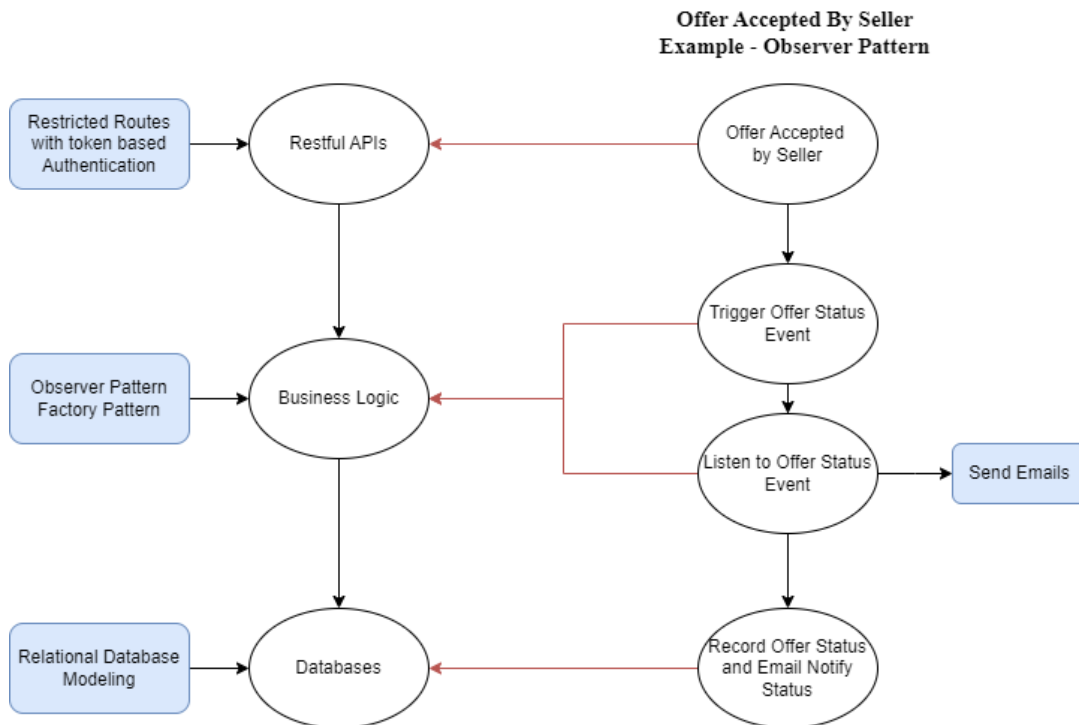 Offer Accepted By Seller
Example - Observer Pattern
Restricted Routes
with token based
Authentication
Restful APIs
Offer Accepted
by Seller
Trigger Offer Status
Event
Observer Pattern
Factory Pattern
Business Logic
Listen to Offer Status
Event
Send Emails
Relational Database
Modeling
Databases
Record Offer Status
and Email Notify
Status